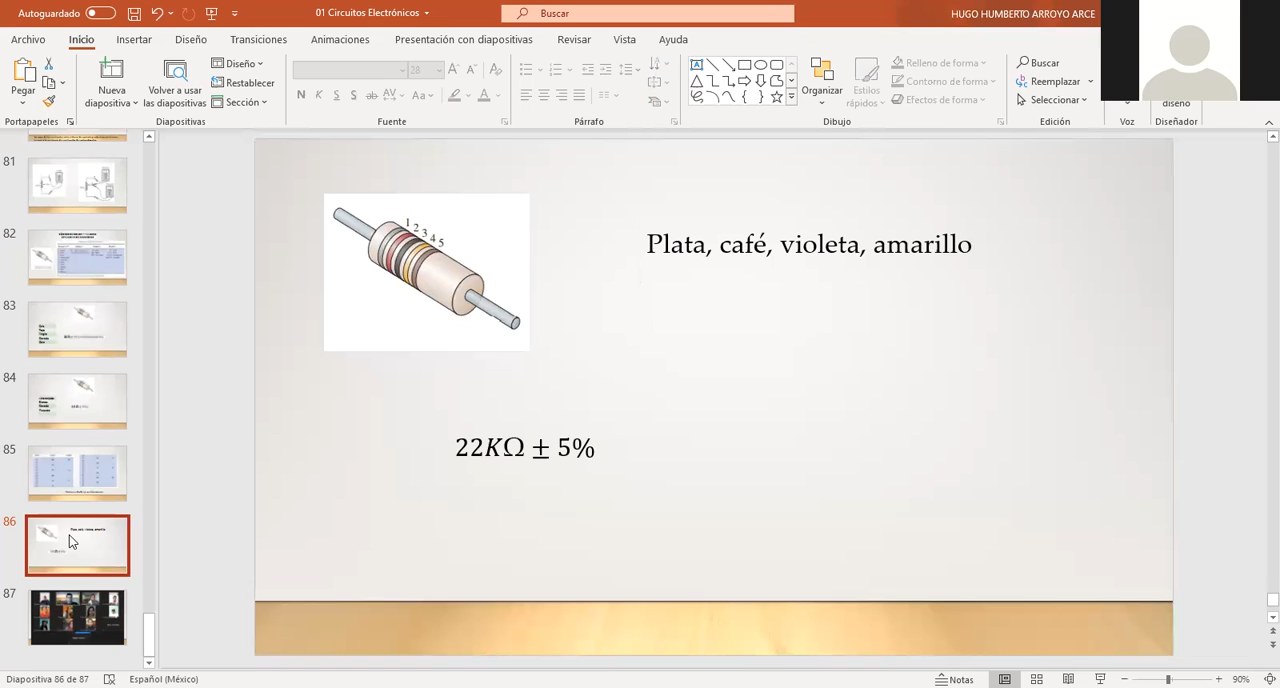 Autoguardado
01 Circuitos Electrónicos
Buscar
HUGO HUMBERTO ARROYO ARCE
Archivo Inicio Insertar Diseño Transiciones Animaciones Presentación con diapositivas Revisar Vista Ayuda
Pegar
Nueva diapositiva
Volver a usar las diapositivas
Diseño
Restablecer
Sección
28
N K S S ab AV Aa A
Organizar
Estilos rápidos
Relleno de forma
Contorno de forma
Efectos de forma
Buscar
Reemplazar
Seleccionar
diseño
Portapapeles Diapositivas Fuente Párrafo Dibujo Edición Voz Diseñador
81
82
83
84
85
86
87
1 2 3 4 5
Plata, café, violeta, amarillo
22KΩ ± 5%
Diapositiva 86 de 87
Español (México)
Notas
90%